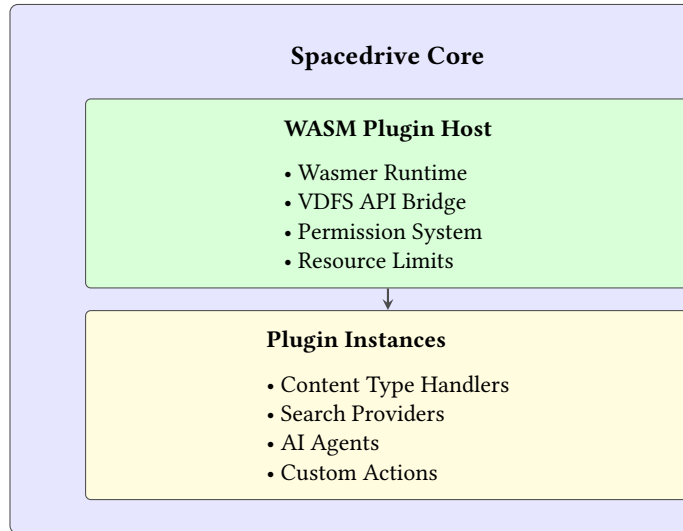 Spacedrive Core
WASM Plugin Host
• Wasmer Runtime
• VDFS API Bridge
• Permission System
• Resource Limits
Plugin Instances
• Content Type Handlers
• Search Providers
• AI Agents
• Custom Actions